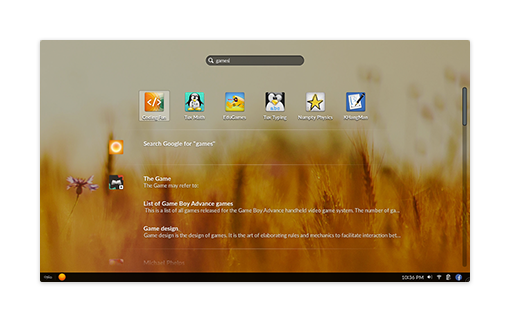 games
Coding Fun Tux Math EduGames Tux Typing Numpty Physics KHangMan
Search Google for "games"
The Game
The Game may refer to:
List of Game Boy Advance games
This is a list of all games released for the Game Boy Advance handheld video game system. The number of ga...
Game design
Game design is the design of games. It is the art of elaborating rules and mechanics to facilitate interaction bet...
Michael Phelps
10:36 PM